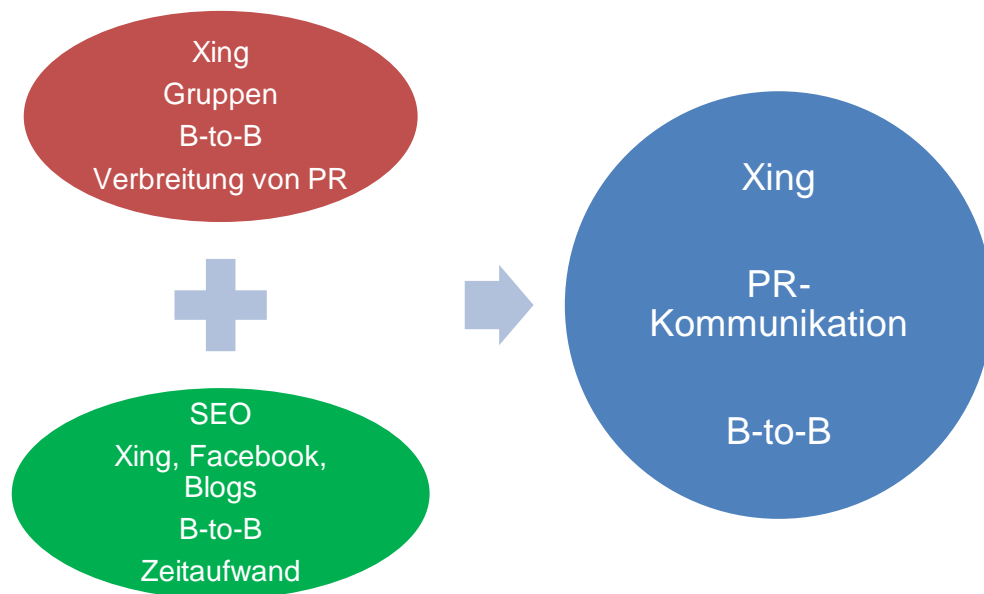 Xing
Gruppen
B-to-B
Verbreitung von PR
SEO
Xing, Facebook,
Blogs
B-to-B
Zeitaufwand
Xing
PR-
Kommunikation
B-to-B